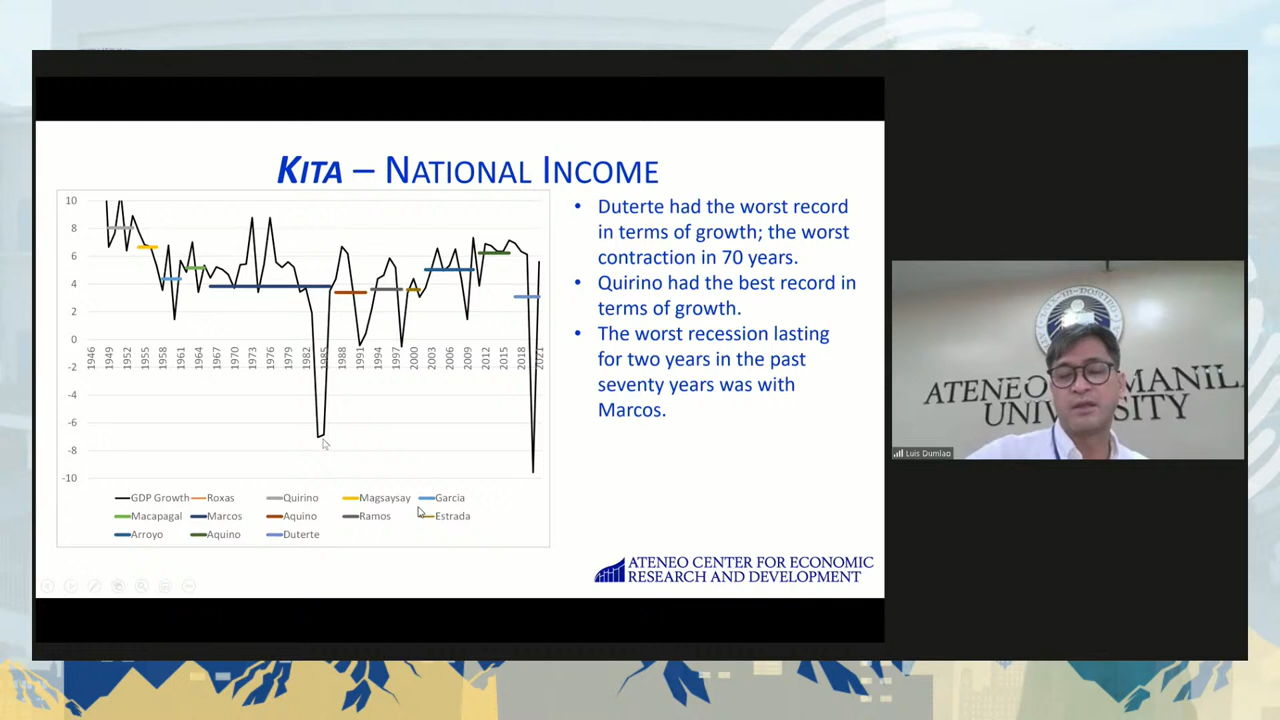 KITA – NATIONAL INCOME
10
8
6
4
2
0
-2
-4
-6
-8
-10
1946 1949 1952 1955 1958 1961 1964 1967 1970 1973 1976 1979 1982 1985 1988 1991 1994 1997 2000 2003 2006 2009 2012 2015 2018 2021
GDP Growth Roxas Quirino Magsaysay Garcia
Macapagal Marcos Aquino Ramos Estrada
Arroyo Aquino Duterte
• Duterte had the worst record
in terms of growth; the worst
contraction in 70 years.
• Quirino had the best record in
terms of growth.
• The worst recession lasting
for two years in the past
seventy years was with
Marcos.
ATENEO CENTER FOR ECONOMIC
RESEARCH AND DEVELOPMENT
ATENEO MANIL
UNIV SITY
Luis Dumlao